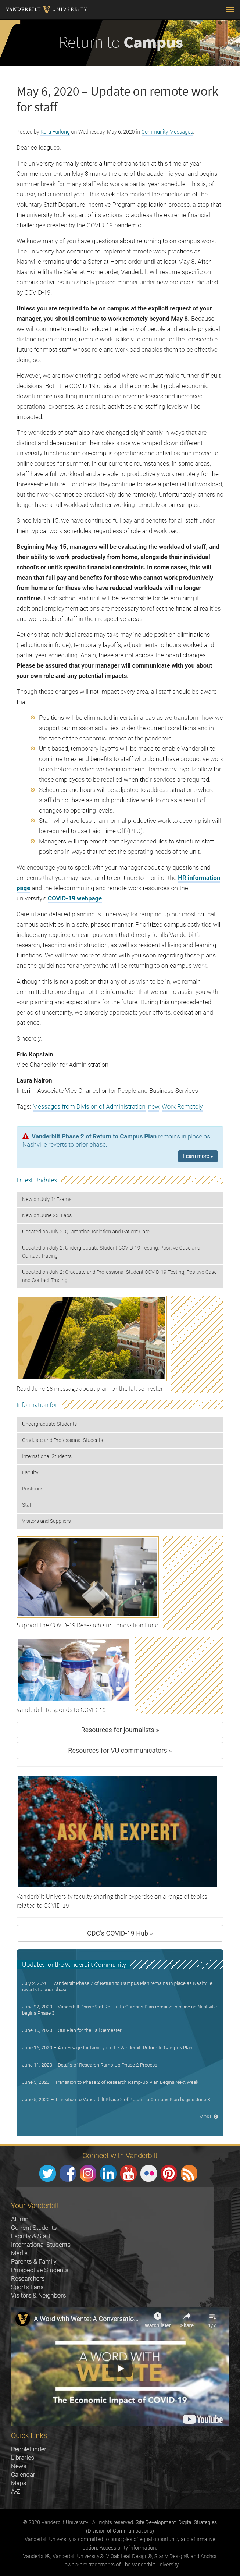 VANDERBILT V UNIVERSITY
Return to Campus
May 6, 2020 – Update on remote work
for staff
Posted by Kara Furlong on Wednesday, May 6, 2020 in Community Messages.
Dear colleagues,
The university normally enters a time of transition at this time of year—
Commencement on May 8 marks the end of the academic year and begins the
summer break for many staff who work a partial-year schedule. This is, of
course, not a normal year—the May week also marked the conclusion of the
Voluntary Staff Departure Incentive Program application process, a step that the
university took as part of its actions to address the extreme financial
challenges created by the COVID-19 pandemic.
We know many of you have questions about returning to on-campus work.
The university has continued to implement remote work practices since
Nashville is under a Safer at Home order until at least May 8. After
Nashville lifts the Safer at Home order, Vanderbilt will resume specific on-
campus activities in a strictly phased manner under new protocols dictated
by COVID-19.
Unless you are required to be on campus at the explicit request of your
manager, you should continue to work remotely beyond May 8. Because
we will continue to need to minimize the density of people physically present
on campus, remote work in places like labs, remote work is possible for the foreseeable
future for those whose roles and workload enables them to be effective
doing so.
However, we are now entering a period where we must make further difficult
decisions. Both the COVID-19 crisis and coincident global economic
downturn are resulting in unanticipated revenue losses and increased
operational expenses. As a result, activities and staffing levels will be
impacted.
The workloads of staff also have changed significantly in ways that are
distinct and dependent on their roles since we closed down different
university functions and on-campus operations and activities and moved to
online courses for summer. In our current circumstances, in some areas,
staff have a full workload and are able to productively work remotely for the
foreseeable future. For other staff, they cannot put in a potential full workload,
because of the physical, hands-on nature of their work. Unfortunately, others no
longer have a full workload whether working remotely or on campus.
Since March 15, we have continued full pay and benefits for all staff under
their typical work expectations, regardless of role and workload.
Beginning May 15, managers will be evaluating the workload of staff, and
their ability to work productively from home, alongside their individual
school's or unit's specific financial constraints. In some cases, this will
mean that full pay and benefits for those who cannot work productively
from home or for those who have reduced workloads will no longer
continue. Each school and unit will be responsible for determining if
additional actions are necessary and those actions will reflect the financial realities
and workloads of staff in their respective areas.
Actions that individual areas may take may include position eliminations
(reductions in force), temporary layoffs, adjustments from hours-based to
partial-year scheduling. Again, these are not across-the-board actions.
Please be assured that your manager will communicate with you about
your own role and any potential impacts.
Though these changes will not impact every area, all staff should be aware
that:
Positions will be eliminated in certain areas as we transform how we
support our mission activities under the current conditions and in
the face of the economic impact of the pandemic.
Unit-based, temporary layoffs will be made to enable Vanderbilt to
continue to extend benefits to staff who do not have productive work
to do or anyone before we begin ramp-up. Temporary layoffs allow for
these employees to resume activities when their services are required.
Schedules and hours will be adjusted to address situations where
staff do not have as much productive work to do as a result of
changes to operating levels.
Staff who have less-than-normal productive work to accomplish will
be required to use Paid Time Off (PTO).
Managers will implement partial-year schedules to structure staff
positions in ways that reflect the operating needs of their unit.
We encourage you to speak with your manager about any questions and
concerns that you may have, and to continue to monitor the HR information
page and the telecommuting and remote work resources on the
university's COVID-19 webpage.
Careful and detailed plans are underway for ramping up our most critical
on-campus activities in a safe, phased manner. Prioritized campus activities will
include any required on-campus work that directly fulfills Vanderbilt's
mission, such as research, instruction, as well as residential living experience.
We hope to share more specifics regarding these plans in the coming days,
including the guidelines for any employees who will be returning to work on campus.
Although this is not a position that any of us wish to be in, we remain
committed to providing as much information to assist you to
plan for the impact that may extend beyond your control. These decisions did
not come easily, and we sincerely appreciate your efforts, dedication and
patience.
Sincerely,
Eric Kopstain
Vice Chancellor for Administration
Laura Nairon
Interim Associate Vice Chancellor for People and Business Services
Tags: Messages from Division of Administration, new, Work Remotely
Vanderbilt Phase 2 of Return to Campus Plan remains in place as
Nashville reverts to prior phase.
Learn more »
Latest Updates
New on July 1: Exams
New on June 25: Labs
Updated on July 2: Quarantine, Isolation and Patient Care
Updated on July 2: Undergraduate Student COVID-19 Testing, Positive Case and
Contact Tracing
Updated on July 2: Graduate and Professional Student COVID-19 Testing, Positive Case
and Contact Tracing
Read June 16 message about plan for the fall semester »
Information for
Undergraduate Students
Graduate and Professional Students
International Students
Faculty
Postdocs
Staff
Visitors and Suppliers
Support the COVID-19 Research and Innovation Fund
Vanderbilt Responds to COVID-19
Resources for journalists »
Resources for VU communicators »
ASK AN EXPERT
Vanderbilt University faculty sharing their expertise on a range of topics
related to COVID-19
CDC's COVID-19 Hub »
Updates for the Vanderbilt Community
July 2, 2020 – Vanderbilt Phase 2 of Return to Campus Plan remains in place as Nashville
reverts to prior phase
June 22, 2020 – Vanderbilt Phase 2 of Return to Campus Plan remains in place as Nashville
begins Phase 3
June 16, 2020 – Our Plan for the Fall Semester
June 16, 2020 – A message for faculty on the Vanderbilt Return to Campus Plan
June 11, 2020 – Details of Research Ramp-Up Phase 2 Process
June 5, 2020 – Transition to Phase 2 of Research Ramp-Up Plan Begins Next Week
June 5, 2020 – Transition to Vanderbilt Phase 2 of Return to Campus Plan begins June 8
MORE
Connect with Vanderbilt
You Tube
Your Vanderbilt
Alumni
Current Students
Faculty & Staff
International Students
Media
Parents & Family
Prospective Students
Researchers
Sports Fans
Visitors & Neighbors
A Word with Wente: A Conversatio...
Watch later
Share
1/7
A WORD WITH
WENTE
The Economic Impact of COVID-19
YouTube
Quick Links
PeopleFinder
Libraries
News
Calendar
Maps
A-Z
© 2020 Vanderbilt University · All rights reserved. Site Development: Digital Strategies
(Division of Communications)
Vanderbilt University is committed to principles of equal opportunity and affirmative
action. Accessibility information.
Vanderbilt®, Vanderbilt University®, V Oak Leaf Design®, Star V Design® and Anchor
Down® are trademarks of The Vanderbilt University